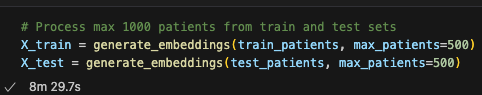 # Process max 1000 patients from train and test sets
X_train = generate_embeddings(train_patients, max_patients=500)
X_test = generate_embeddings(test_patients, max_patients=500)
✓ 8m 29.7s